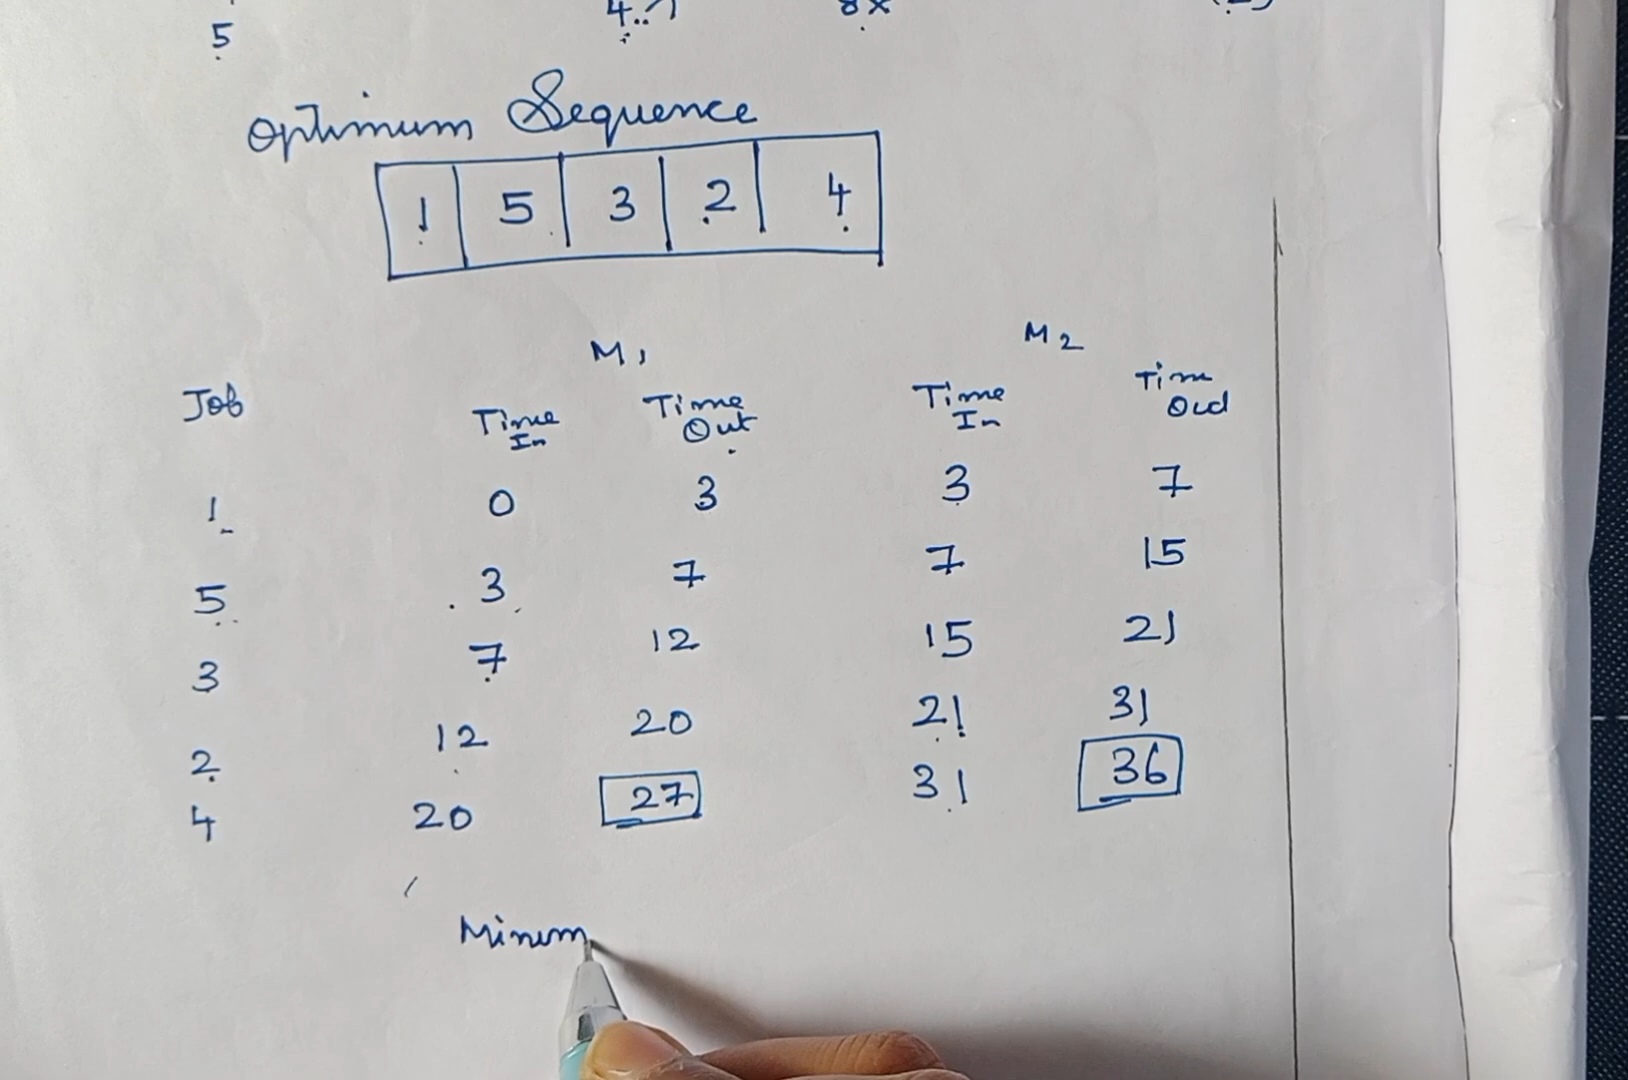 5
Optimum Sequence
1 5 3 2 4
M1 M2
Job Time In Time Out Time In Time Out
1 0 3 3 7
5 3 7 7 15
3 7 12 15 21
2 12 20 21 31
4 20 27 31 36
Minum